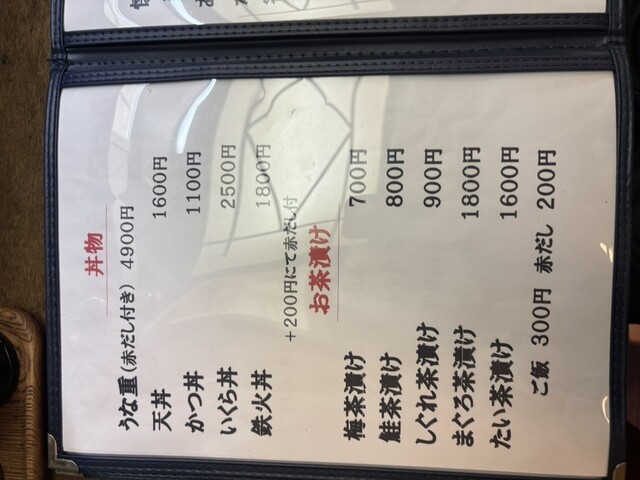 丼物
うな重(赤だし付き) 4900円
天丼 1600円
かつ丼 1100円
いくら丼 2500円
鉄火丼 1800円
+200円にて赤だし付
お茶漬け
梅茶漬け 700円
鮭茶漬け 800円
しぐれ茶漬け 900円
まぐろ茶漬け 1800円
たい茶漬け 1600円
ご飯 300円 赤だし 200円